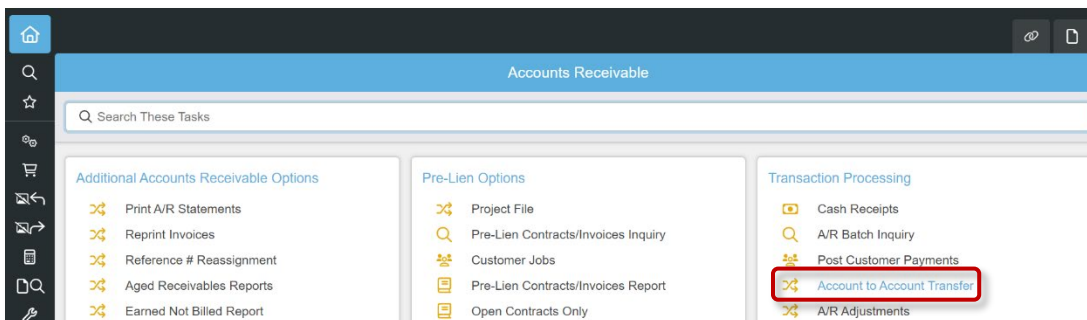 Accounts Receivable
Search These Tasks
Additional Accounts Receivable Options
Print A/R Statements
Reprint Invoices
Reference # Reassignment
Aged Receivables Reports
Earned Not Billed Report
Pre-Lien Options
Project File
Pre-Lien Contracts/Invoices Inquiry
Customer Jobs
Pre-Lien Contracts/Invoices Report
Open Contracts Only
Transaction Processing
Cash Receipts
A/R Batch Inquiry
Post Customer Payments
Account to Account Transfer
A/R Adjustments